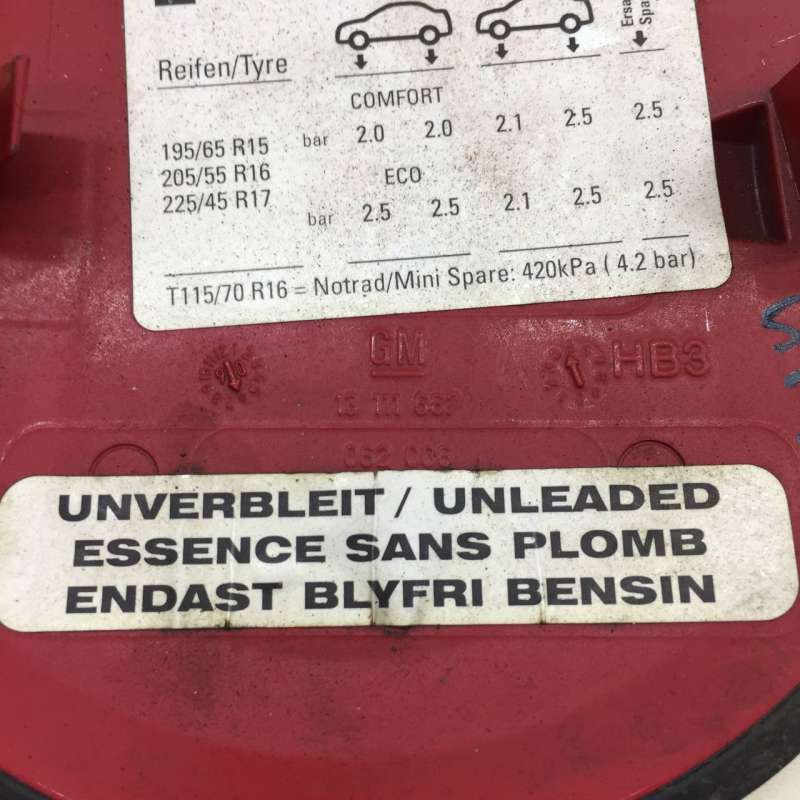 Reifen/Tyre
COMFORT
195/65 R15 bar 2.0 2.0 2.1 2.5 2.5
205/55 R16 ECO
225/45 R17 bar 2.5 2.5 2.1 2.5 2.5
T115/70 R16 = Notrad/Mini Spare: 420kPa ( 4.2 bar)
GM
HB3
13 111
UNVERBLEIT / UNLEADED
ESSENCE SANS PLOMB
ENDAST BLYFRI BENSIN